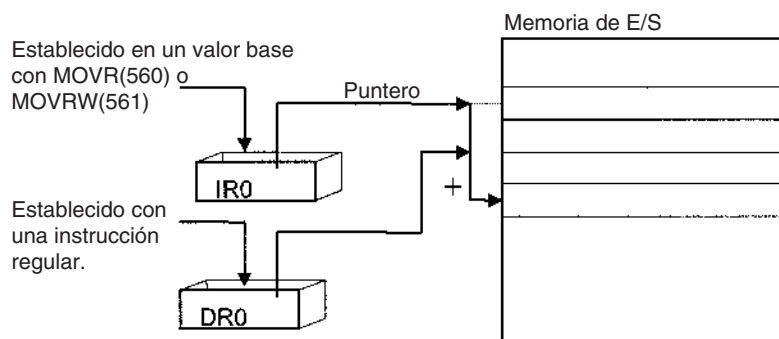 Memoria de E/S
Establecido en un valor base
con MOVR(560) o
MOVRW(561)
Puntero
IR0
+
Establecido con
una instrucción
regular.
DR0